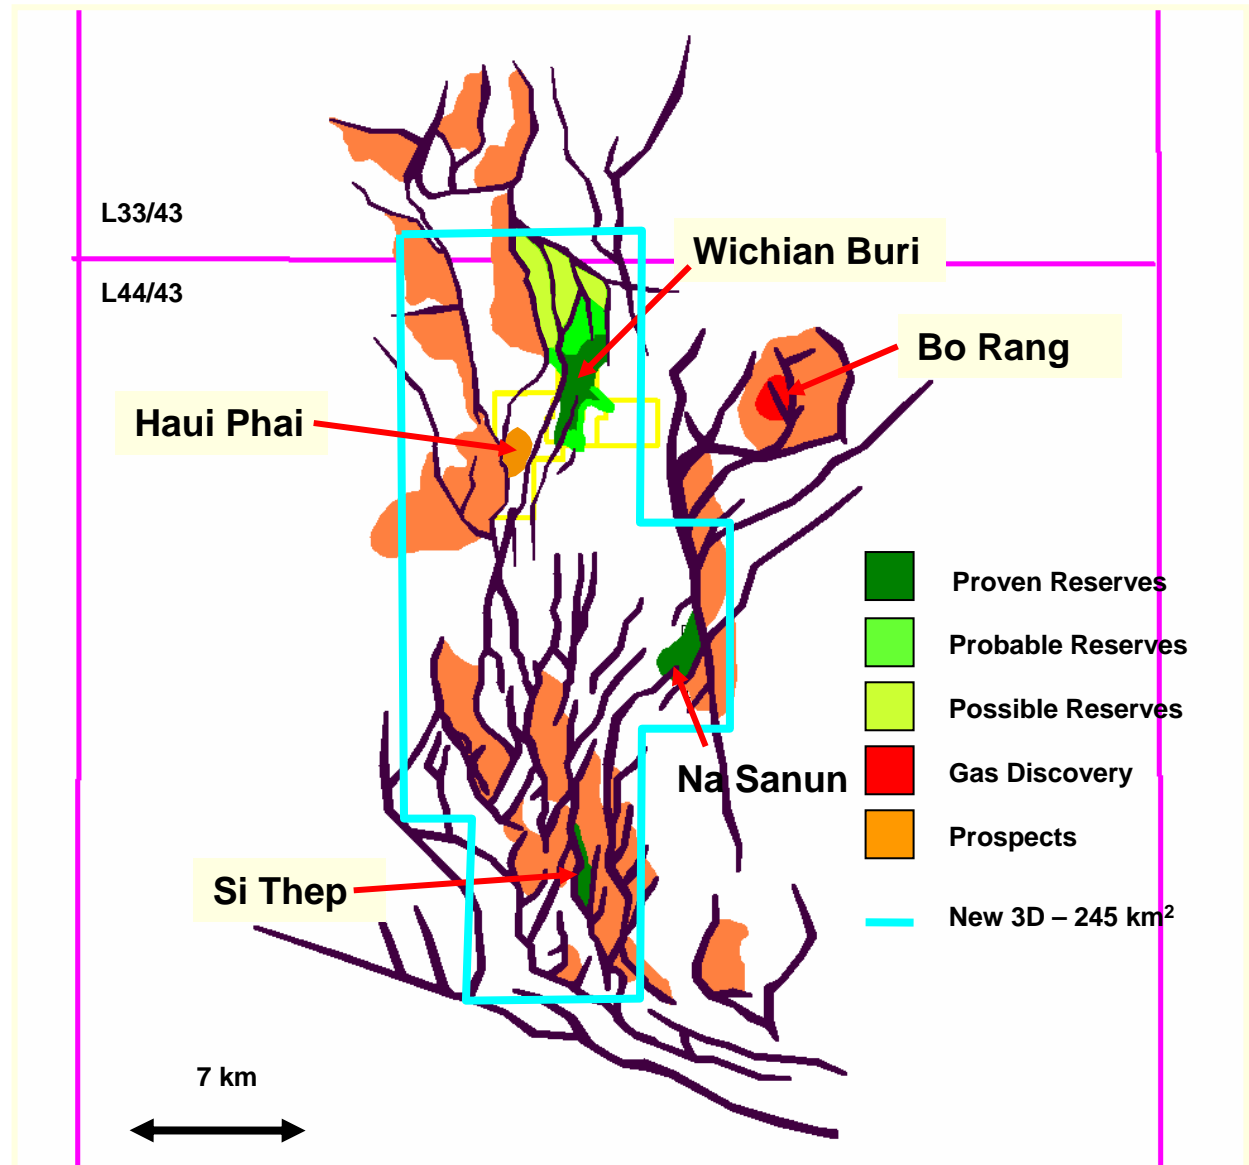 L33/43
Wichian Buri
L44/43
Bo Rang
Haui Phai
Proven Reserves
Probable Reserves
Possible Reserves
Gas Discovery
Na Sanun
Prospects
Si Thep
New 3D – 245 km²
7 km